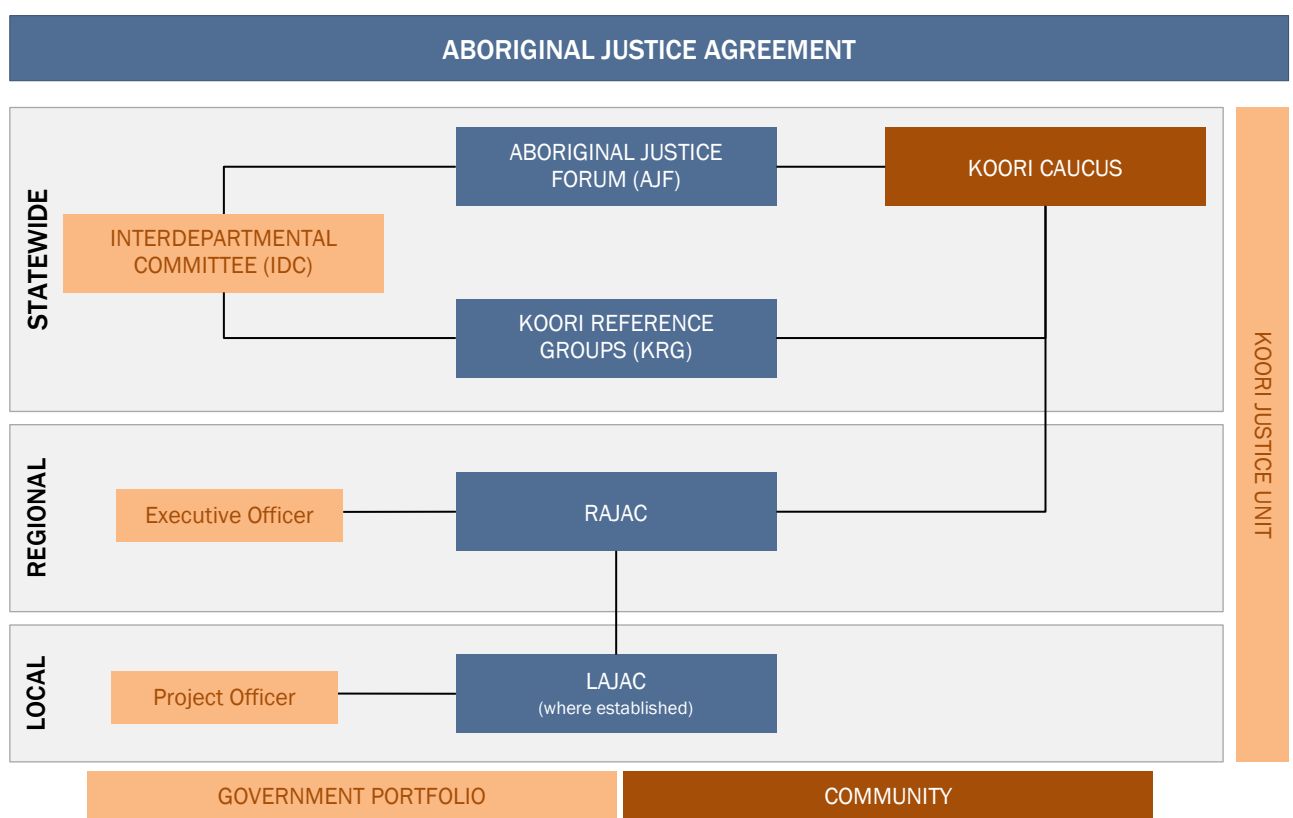 ABORIGINAL JUSTICE AGREEMENT
STATEWIDE
ABORIGINAL JUSTICE
FORUM (AJF)
KOORI CAUCUS
INTERDEPARTMENTAL
COMMITTEE (IDC)
KOORI REFERENCE
GROUPS (KRG)
KOORI JUSTICE UNIT
REGIONAL
Executive Officer
RAJAC
LOCAL
Project Officer
LAJAC
(where established)
GOVERNMENT PORTFOLIO
COMMUNITY